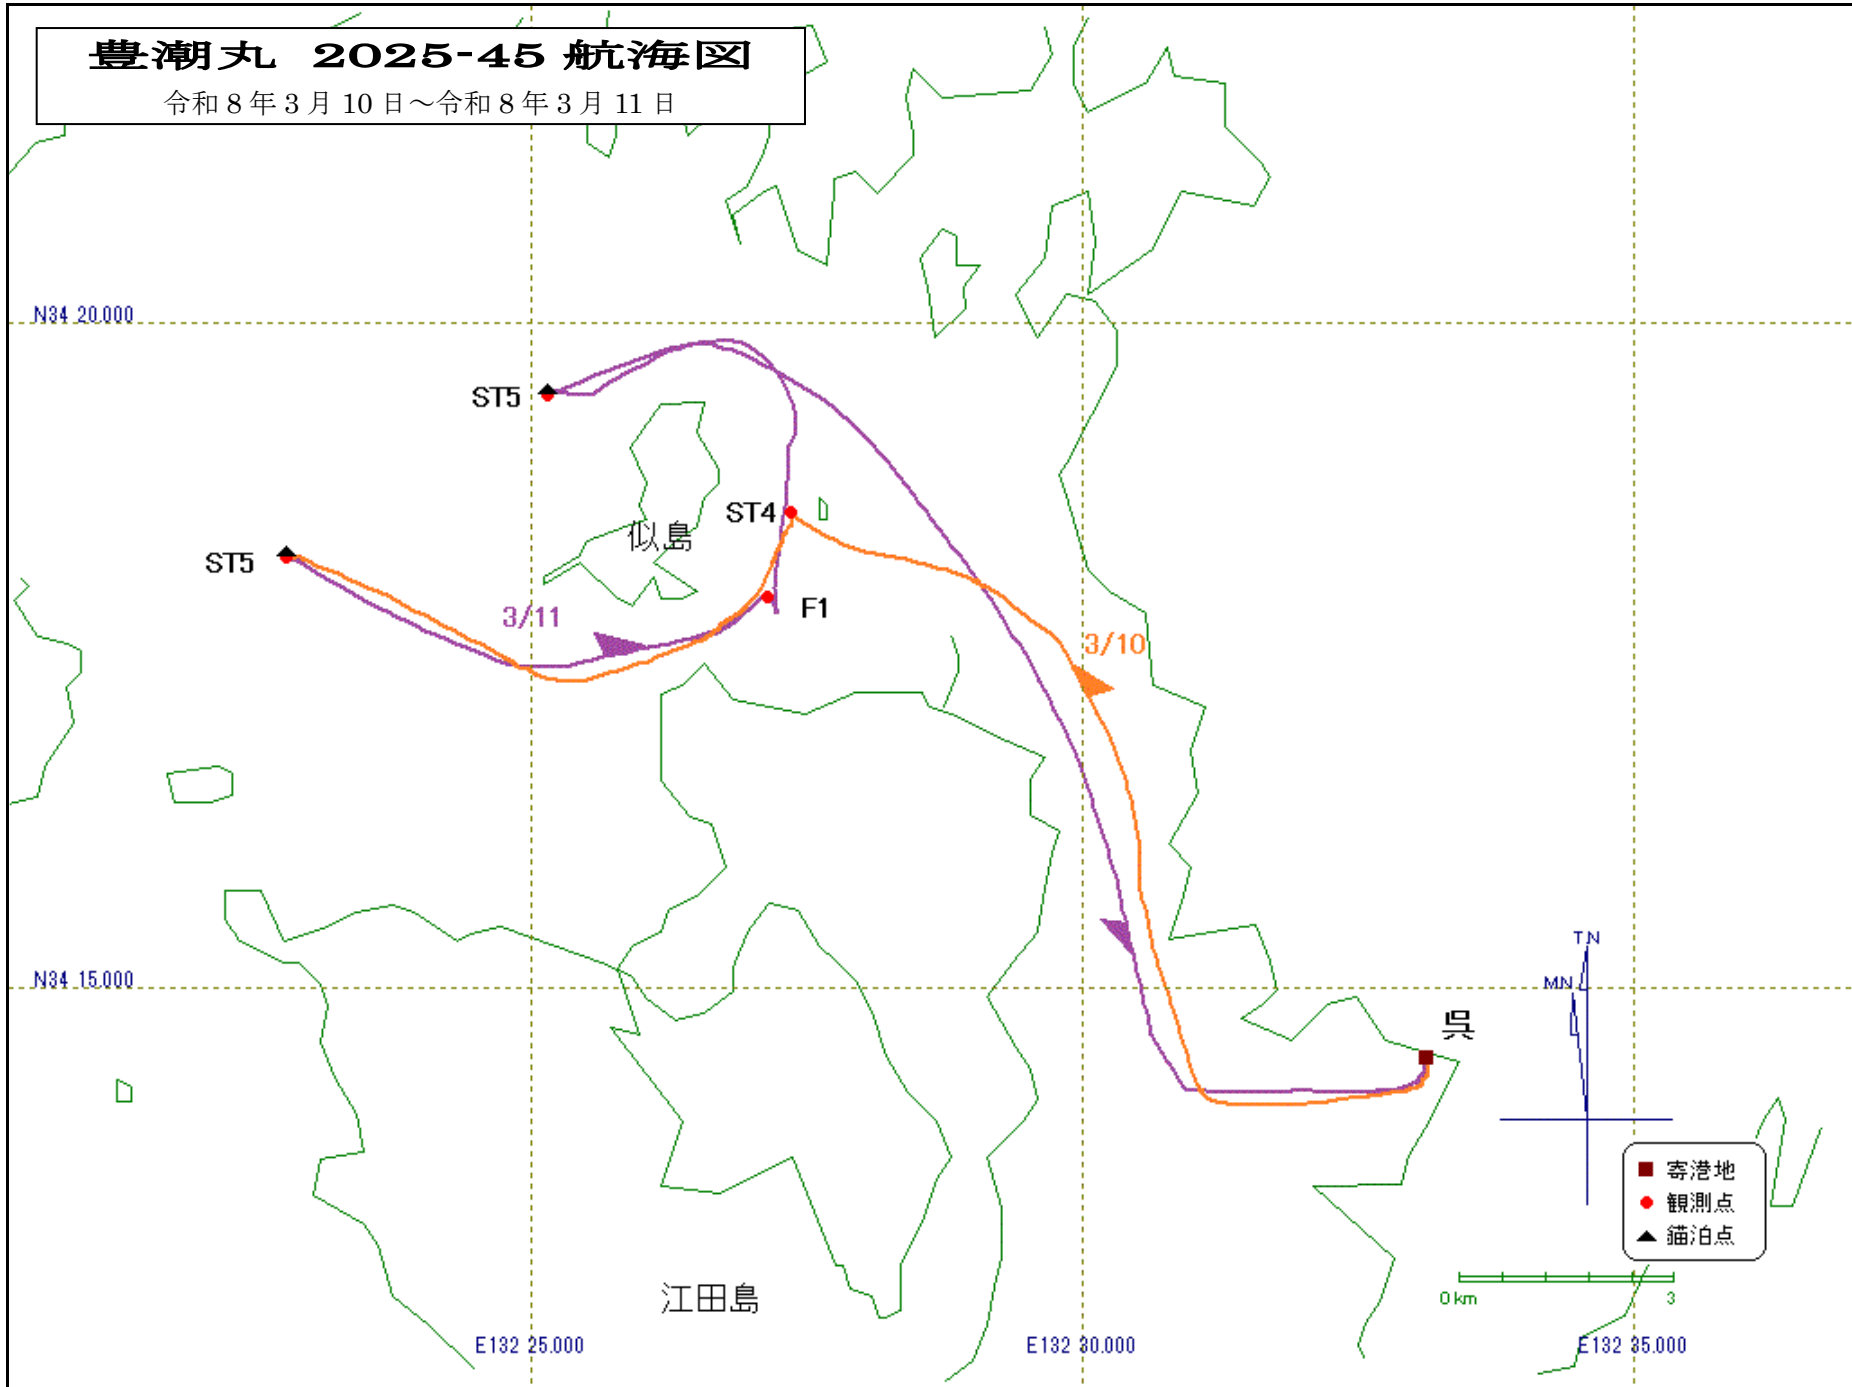 豊潮丸 2025-45 航海図
令和8年3月10日～令和8年3月11日
N34 20.000
ST5
ST4
似島
ST5
F1
3/11
3/10
TN
N34 15.000
MN
呉
寄港地
観測点
錨泊点
江田島
0 km 3
E132 25.000
E132 30.000
E132 35.000